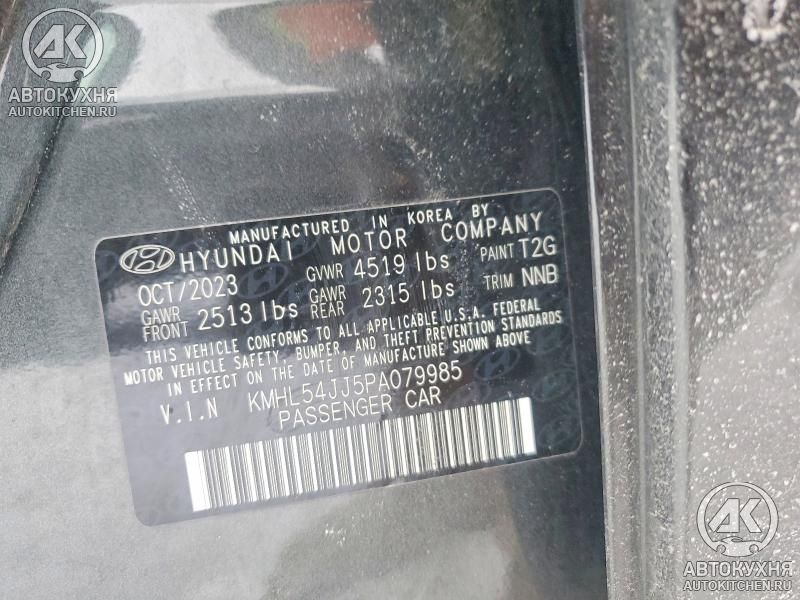 AK
АВТОКУХНЯ
AUTOKITCHEN.RU
MANUFACTURED IN KOREA BY
HYUNDAI MOTOR COMPANY
OCT/2023 GVWR 4519 lbs PAINT T2G
GAWR FRONT 2513 lbs GAWR REAR 2315 lbs TRIM NNB
THIS VEHICLE CONFORMS TO ALL APPLICABLE U.S.A. FEDERAL
MOTOR VEHICLE SAFETY, BUMPER, AND THEFT PREVENTION STANDARDS
IN EFFECT ON THE DATE OF MANUFACTURE SHOWN ABOVE
V.I.N KMHL54JJ5PA079985
PASSENGER CAR
AK
АВТОКУХНЯ
AUTOKITCHEN.RU